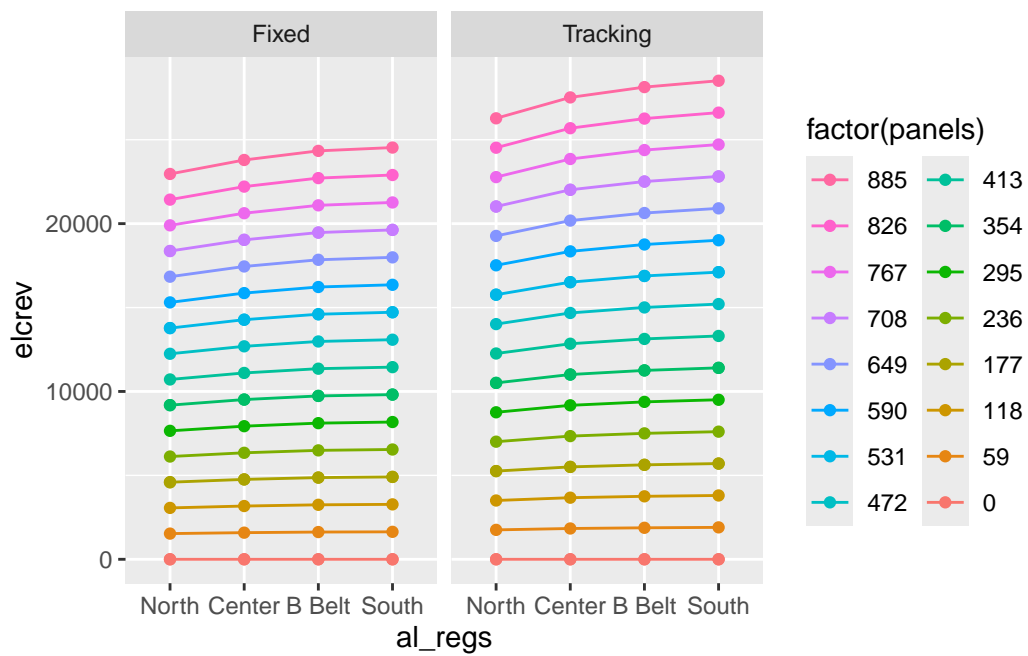 Fixed
Tracking
elcrev
20000
10000
0
North Center B Belt South
North Center B Belt South
al_regs
factor(panels)
885
826
767
708
649
590
531
472
413
354
295
236
177
118
59
0